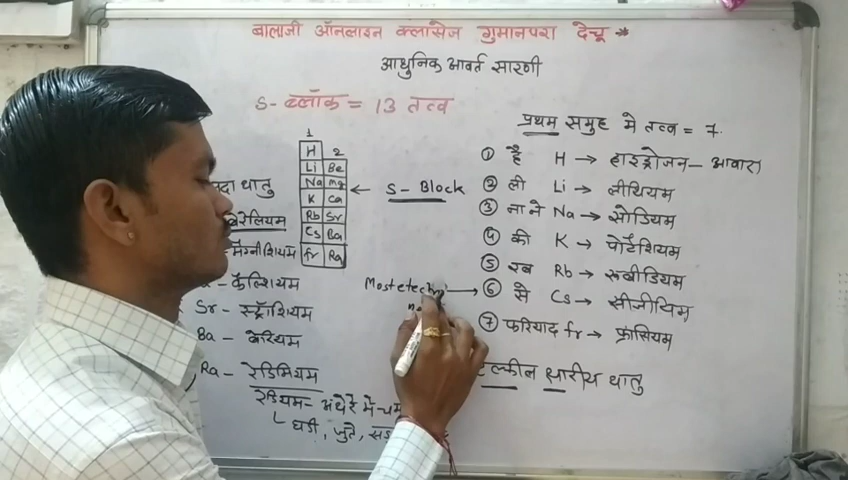 बालाजी ऑनलाइन क्लासेज गुमानपुरा देचू *
आधुनिक आवर्त सारणी
S- ब्लॉक = 13 तत्व
1
2
H
Li Be
Na Mg
K Ca
Rb Sr
Cs Ba
fr Ra
← S - Block
धातु
बेरेलियम
मैग्नीशियम
कैल्शियम
Sr - स्ट्रॉशियम
Ba - बेरियम
Ra - रेडिमियम
रेडियम - अंधेरे में
घडी, जुते,
प्रथम समुह मे तत्व = 7.
① है H → हाइड्रोजन - आवारा
② ली Li → लीथियम
③ ना ने Na → सोडियम
④ की K → पोटैशियम
⑤ रब Rb → रूबीडियम
⑥ से Cs → सीजीयिम
⑦ फरियाद fr → फ्रांसियम
क्षारीय धातु